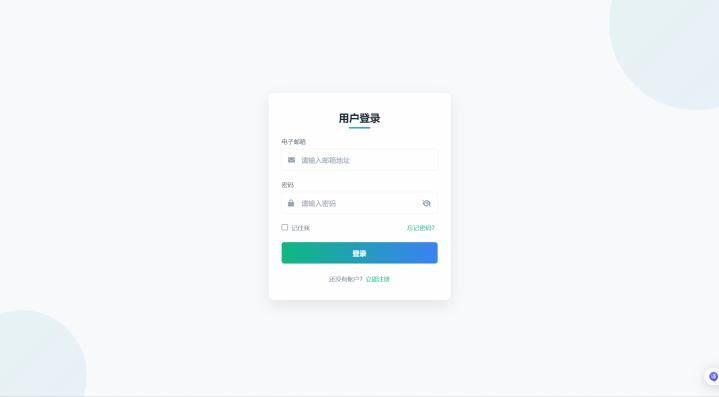 用户登录
电子邮箱
请输入邮箱地址
密码
请输入密码
记住我 忘记密码?
登录
还没有账户? 立即注册